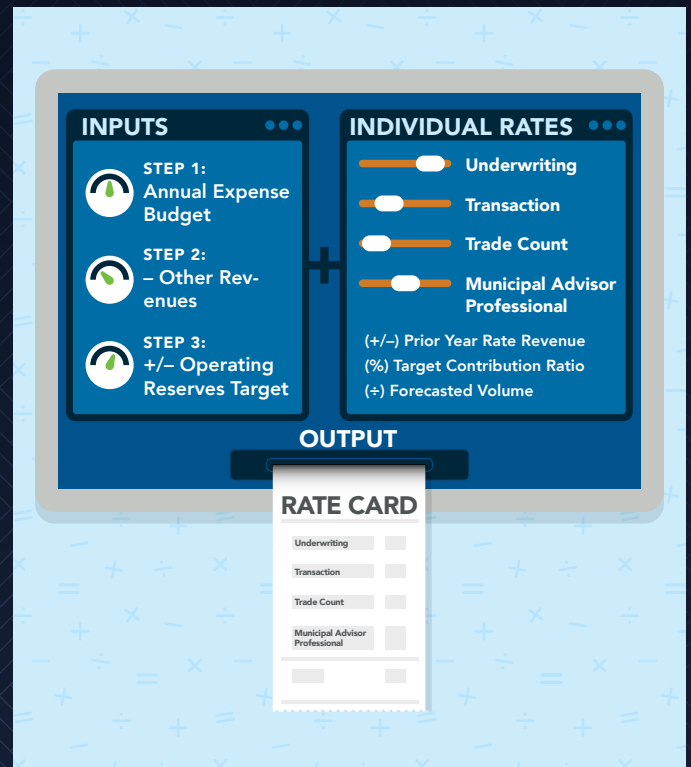 INPUTS
STEP 1:
Annual Expense
Budget
STEP 2:
– Other Rev-
enues
STEP 3:
+/– Operating
Reserves Target
+
INDIVIDUAL RATES
Underwriting
Transaction
Trade Count
Municipal Advisor
Professional
(+/–) Prior Year Rate Revenue
(%) Target Contribution Ratio
(÷) Forecasted Volume
OUTPUT
RATE CARD
Underwriting
Transaction
Trade Count
Municipal Advisor
Professional